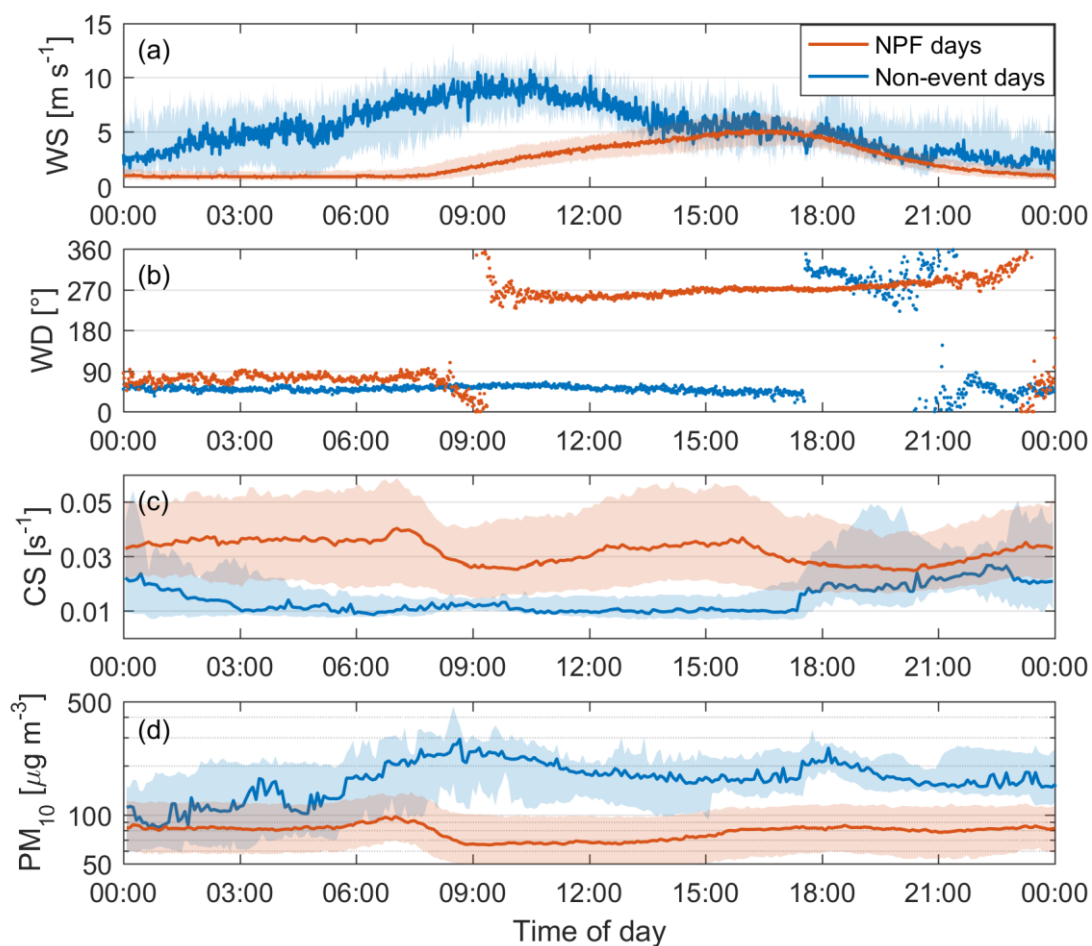 (a)
NPF days
Non-event days
WS [m s⁻¹]
15
10
5
0
00:00 03:00 06:00 09:00 12:00 15:00 18:00 21:00 00:00
(b)
WD [°]
360
270
180
90
0
00:00 03:00 06:00 09:00 12:00 15:00 18:00 21:00 00:00
(c)
CS [s⁻¹]
0.05
0.03
0.01
00:00 03:00 06:00 09:00 12:00 15:00 18:00 21:00 00:00
(d)
PM₁₀ [μg m⁻³]
500
100
50
00:00 03:00 06:00 09:00 12:00 15:00 18:00 21:00 00:00
Time of day